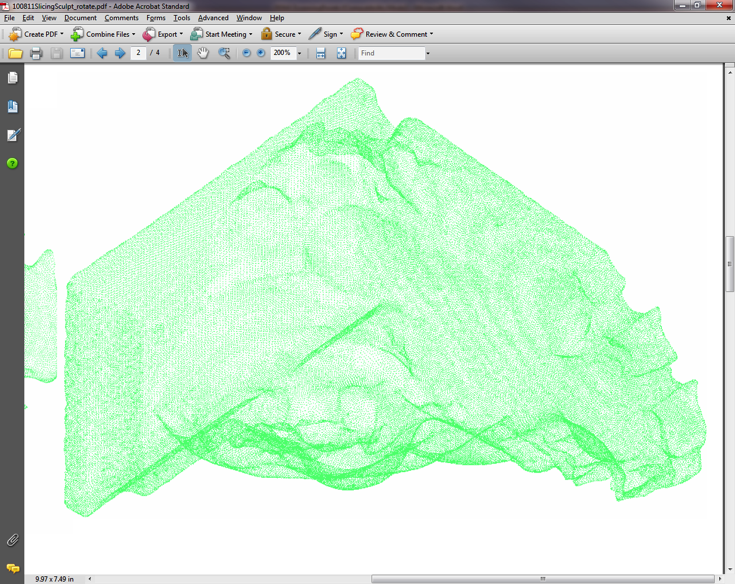 100811SlicingSculpt_rotate.pdf - Adobe Acrobat Standard
File Edit View Document Comments Forms Tools Advanced Window Help
Create PDF Combine Files Export Start Meeting Secure Sign Review & Comment
2 / 4 200% Find
9.97 x 7.49 in